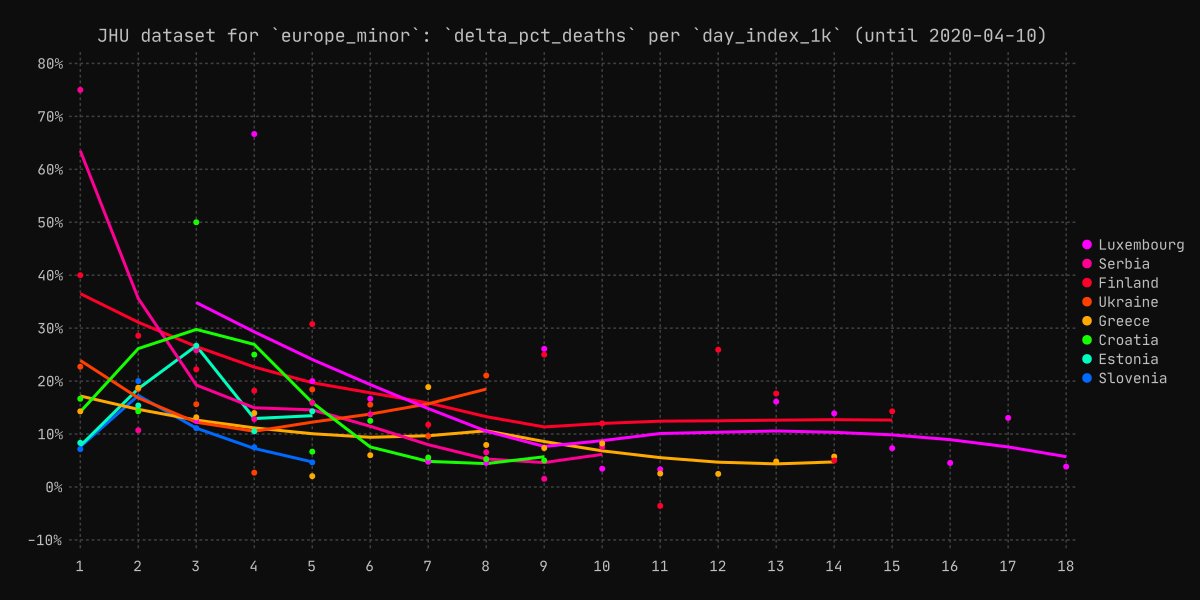 JHU dataset for `europe_minor`: `delta_pct_deaths` per `day_index_1k` (until 2020-04-10)
80%
70%
60%
50%
40%
30%
20%
10%
0%
-10%
1 2 3 4 5 6 7 8 9 10 11 12 13 14 15 16 17 18
Luxembourg
Serbia
Finland
Ukraine
Greece
Croatia
Estonia
Slovenia